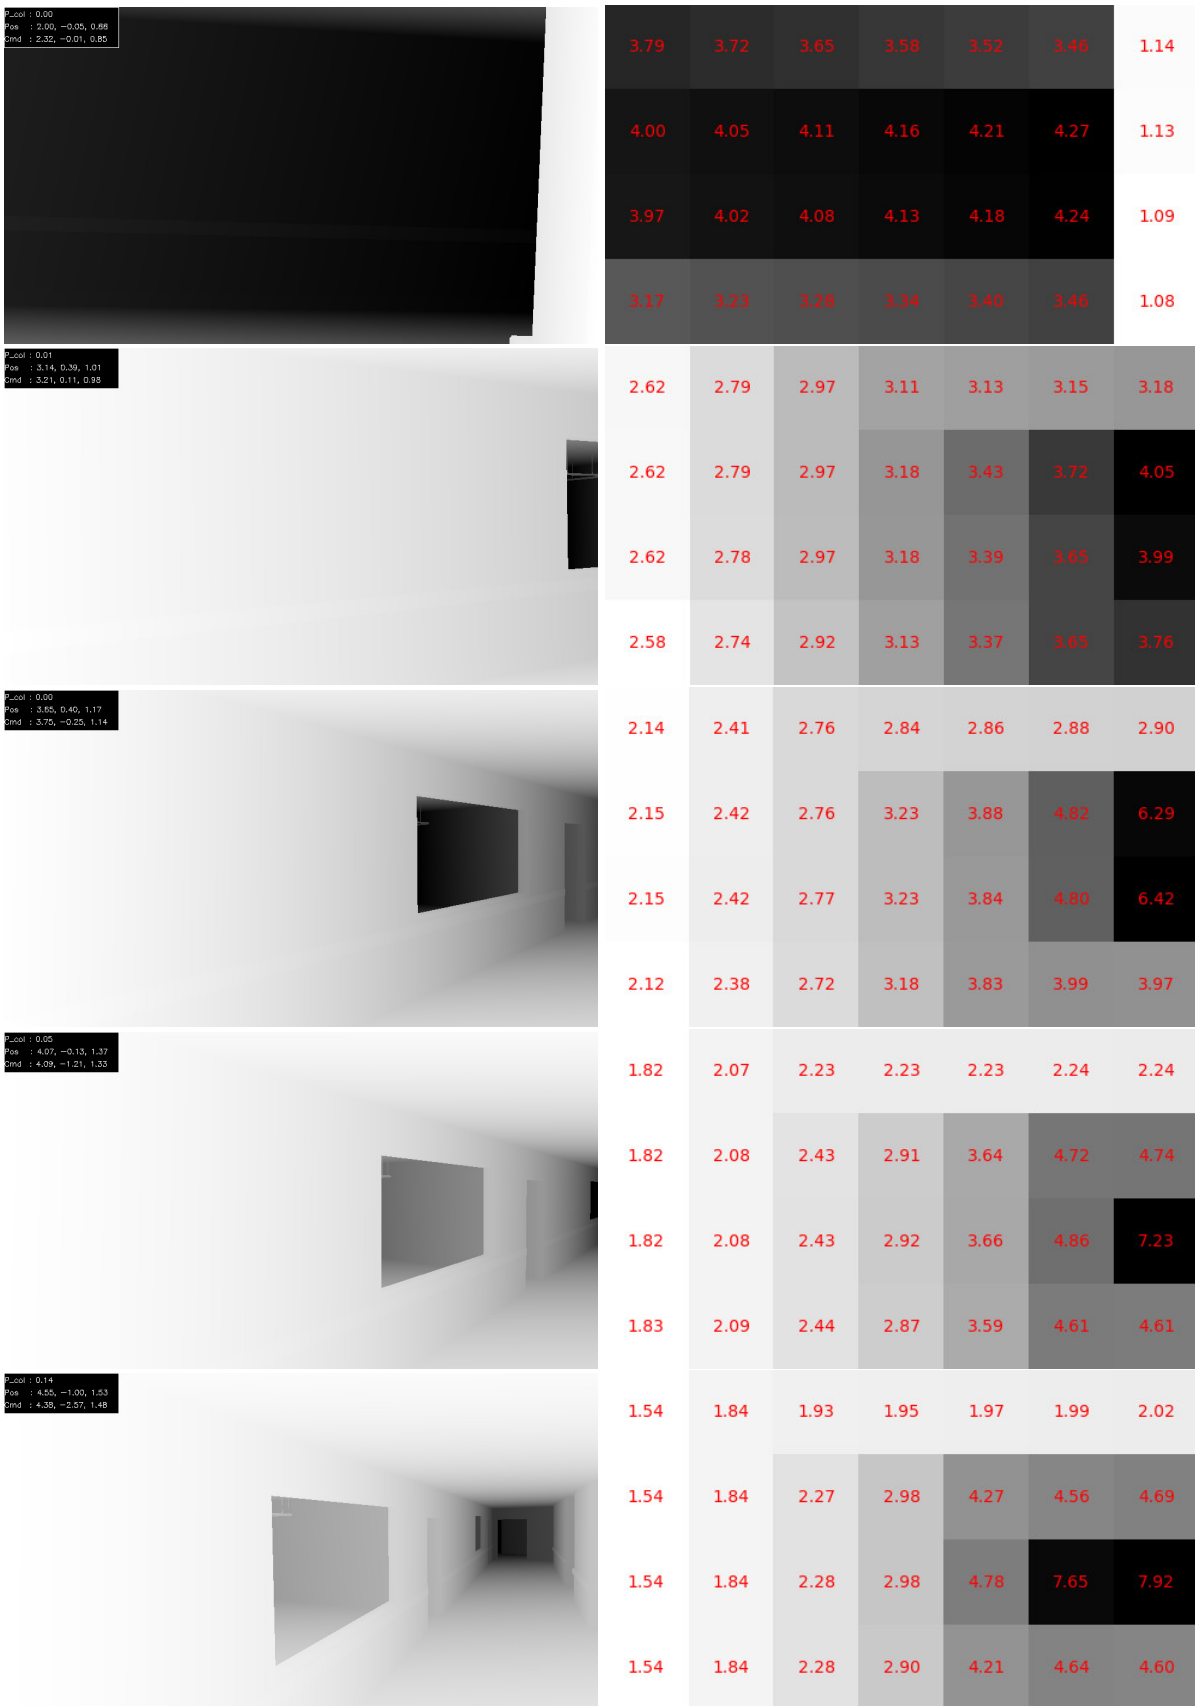 P_col : 0.00
Pos : 2.00, -0.05, 0.68
Cmd : 2.32, -0.01, 0.85
3.79 3.72 3.65 3.58 3.52 3.46 1.14
4.00 4.05 4.11 4.16 4.21 4.27 1.13
3.97 4.02 4.08 4.13 4.18 4.24 1.09
3.17 3.23 3.28 3.34 3.40 3.46 1.08
P_col : 0.01
Pos : 3.14, 0.39, 1.01
Cmd : 3.21, 0.11, 0.98
2.62 2.79 2.97 3.11 3.13 3.15 3.18
2.62 2.79 2.97 3.18 3.43 3.72 4.05
2.62 2.78 2.97 3.18 3.39 3.65 3.99
2.58 2.74 2.92 3.13 3.37 3.65 3.76
P_col : 0.00
Pos : 3.65, 0.40, 1.17
Cmd : 3.75, -0.25, 1.14
2.14 2.41 2.76 2.84 2.86 2.88 2.90
2.15 2.42 2.76 3.23 3.88 4.82 6.29
2.15 2.42 2.77 3.23 3.84 4.80 6.42
2.12 2.38 2.72 3.18 3.83 3.99 3.97
P_col : 0.05
Pos : 4.07, -0.13, 1.37
Cmd : 4.09, -1.21, 1.33
1.82 2.07 2.23 2.23 2.23 2.24 2.24
1.82 2.08 2.43 2.91 3.64 4.72 4.74
1.82 2.08 2.43 2.92 3.66 4.86 7.23
1.83 2.09 2.44 2.87 3.59 4.61 4.61
P_col : 0.14
Pos : 4.55, -1.00, 1.53
Cmd : 4.38, -2.57, 1.48
1.54 1.84 1.93 1.95 1.97 1.99 2.02
1.54 1.84 2.27 2.98 4.27 4.56 4.69
1.54 1.84 2.28 2.98 4.78 7.65 7.92
1.54 1.84 2.28 2.90 4.21 4.64 4.60